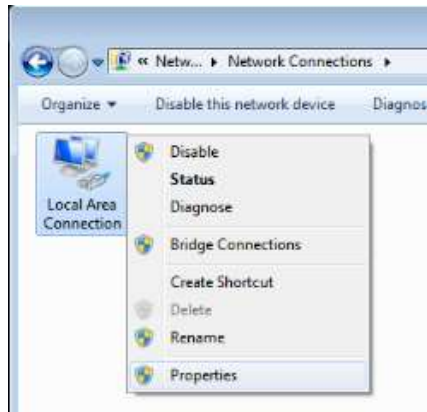 « Netw... ▸ Network Connections ▸
Organize ▾ Disable this network device Diagnos
Local Area
Connection
Disable
Status
Diagnose
Bridge Connections
Create Shortcut
Delete
Rename
Properties